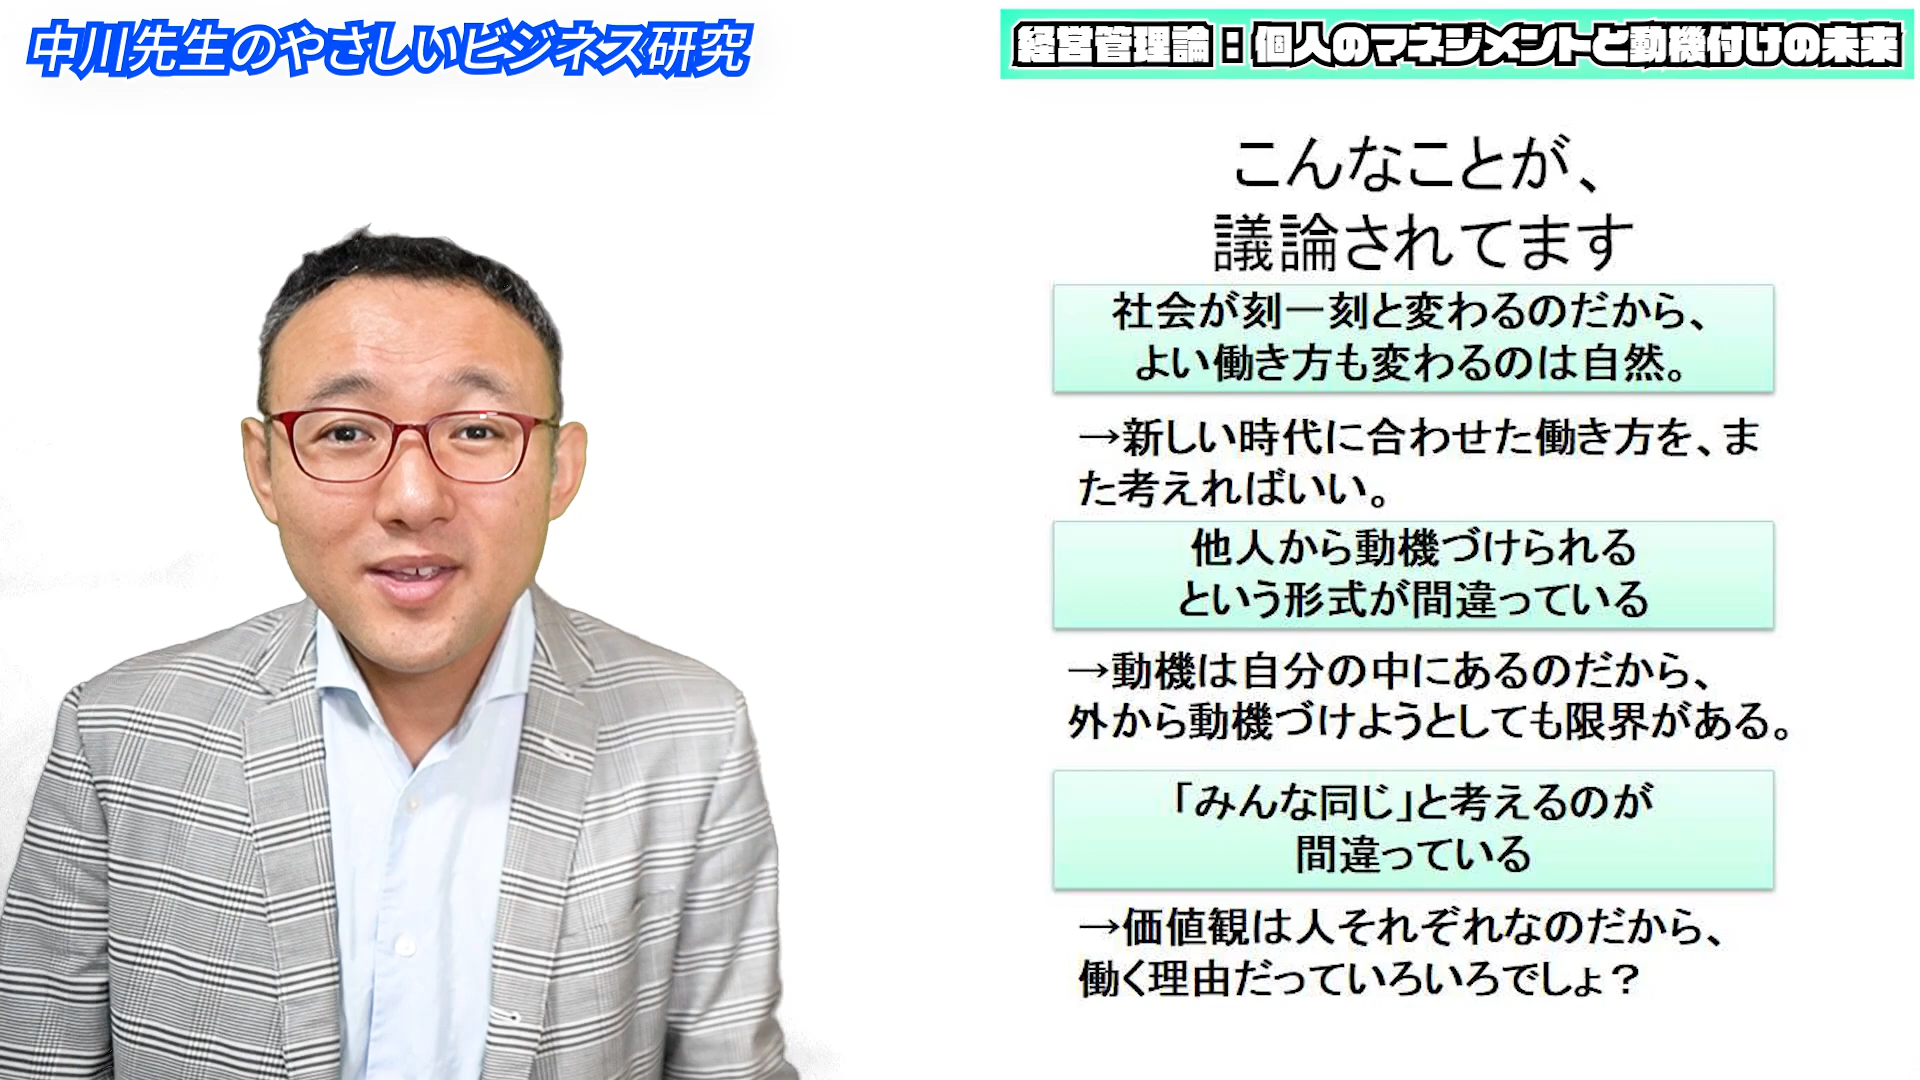 中川先生のやさしいビジネス研究
経営管理論：個人のマネジメントと動機付けの未来
こんなことが、
議論されてます
社会が刻一刻と変わるのだから、
よい働き方も変わるのは自然。
→新しい時代に合わせた働き方を、ま
た考えればいい。
他人から動機づけられる
という形式が間違っている
→動機は自分の中にあるのだから、
外から動機づけようとしても限界がある。
「みんな同じ」と考えるのが
間違っている
→価値観は人それぞれなのだから、
働く理由だっていろいろでしょ？